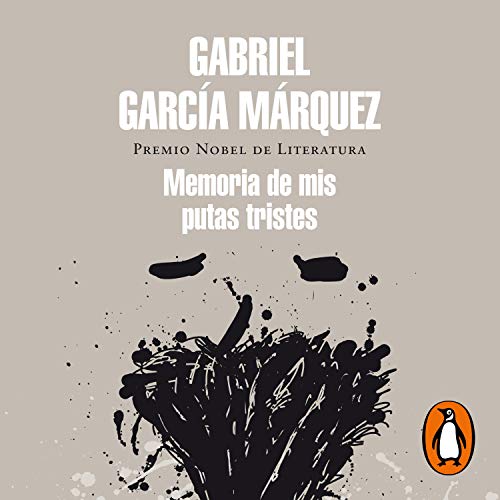 GABRIEL
GARCÍA MÁRQUEZ
Premio Nobel de Literatura
Memoria de mis
putas tristes